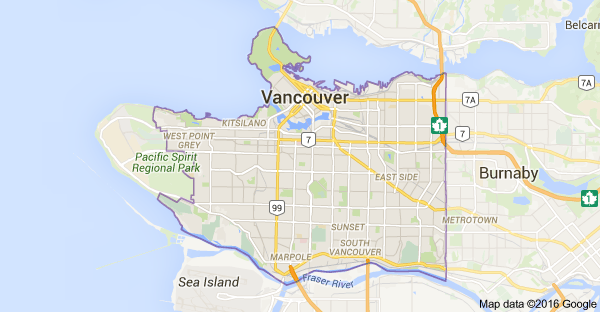 Belcarr
7A
Vancouver
7A
KITSILANO
1
7
7
WEST POINT
GREY
Pacific Spirit
Regional Park
EAST SIDE
Burnaby
1
99
METROTOWN
SUNSET
SOUTH
VANCOUVER
MARPOLE
Sea Island
Fraser River
Map data ©2016 Google